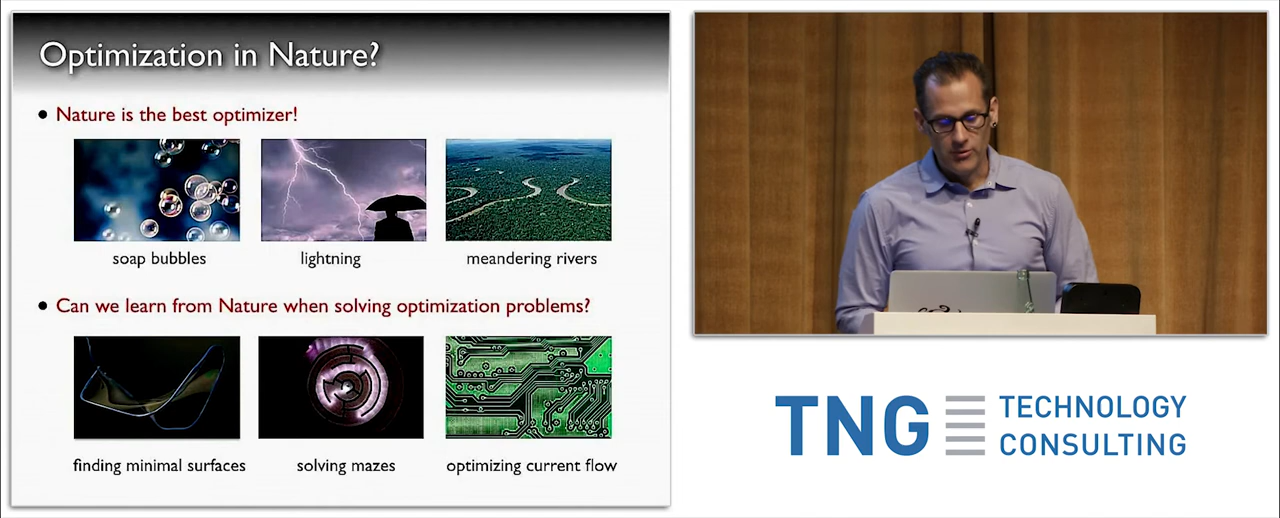 Optimization in Nature?
Nature is the best optimizer!
soap bubbles
lightning
meandering rivers
Can we learn from Nature when solving optimization problems?
finding minimal surfaces
solving mazes
optimizing current flow
TNG TECHNOLOGY
CONSULTING